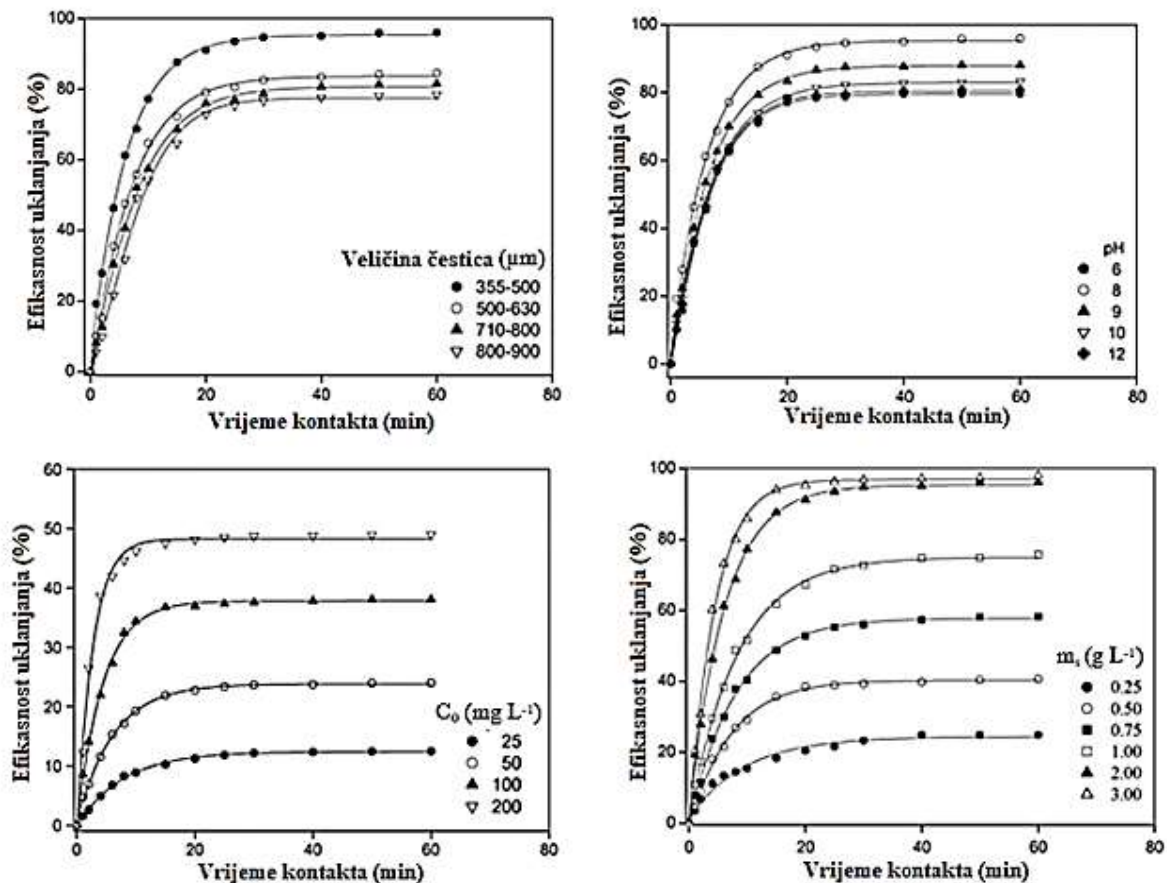 100
80
60
40
20
0
Efikasnost uklanjanja (%)
Veličina čestica (µm)
355-500
500-630
710-800
800-900
0 20 40 60 80
Vrijeme kontakta (min)
100
80
60
40
20
0
Efikasnost uklanjanja (%)
pH
6
8
9
10
12
0 20 40 60 80
Vrijeme kontakta (min)
60
50
40
30
20
10
0
Efikasnost uklanjanja (%)
C₀ (mg L⁻¹)
25
50
100
200
0 20 40 60 80
Vrijeme kontakta (min)
100
80
60
40
20
0
Efikasnost uklanjanja (%)
mₛ (g L⁻¹)
0.25
0.50
0.75
1.00
2.00
3.00
0 20 40 60 80
Vrijeme kontakta (min)